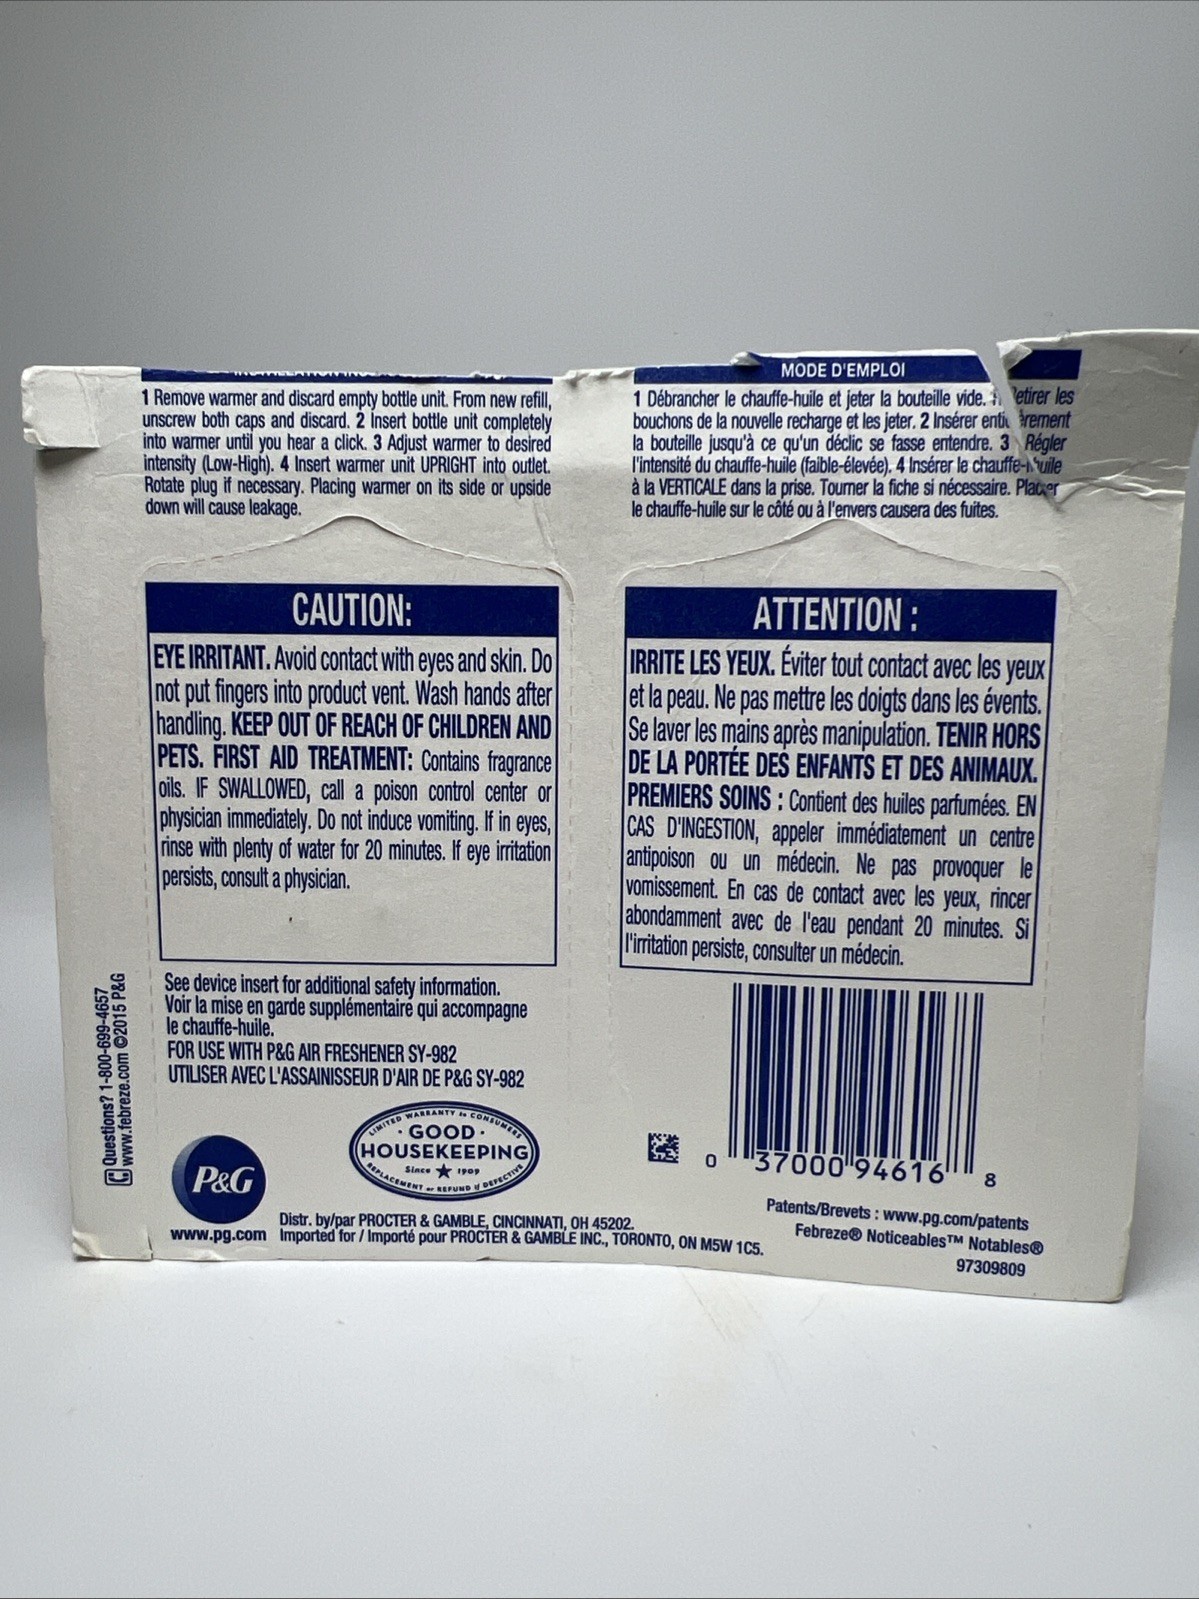 1 Remove warmer and discard empty bottle unit. From new refill,
unscrew both caps and discard. 2 Insert bottle unit completely
into warmer until you hear a click. 3 Adjust warmer to desired
intensity (Low-High). 4 Insert warmer unit UPRIGHT into outlet.
Rotate plug if necessary. Placing warmer on its side or upside
down will cause leakage.
MODE D'EMPLOI
1 Débrancher le chauffe-huile et jeter la bouteille vide. les
bouchons de la nouvelle recharge et les jeter. 2 Insérer entièrement
la bouteille jusqu'à ce qu'un déclic se fasse entendre. 3 Régler
l'intensité du chauffe-huile (faible-élevée). 4 Insérer le chauffe-huile
à la VERTICALE dans la prise. Tourner la fiche si nécessaire. Placer
le chauffe-huile sur le côté ou à l'envers causera des fuites.
CAUTION:
EYE IRRITANT. Avoid contact with eyes and skin. Do
not put fingers into product vent. Wash hands after
handling. KEEP OUT OF REACH OF CHILDREN AND
PETS. FIRST AID TREATMENT: Contains fragrance
oils. IF SWALLOWED, call a poison control center or
physician immediately. Do not induce vomiting. If in eyes,
rinse with plenty of water for 20 minutes. If eye irritation
persists, consult a physician.
ATTENTION :
IRRITE LES YEUX. Éviter tout contact avec les yeux
et la peau. Ne pas mettre les doigts dans les évents.
Se laver les mains après manipulation. TENIR HORS
DE LA PORTÉE DES ENFANTS ET DES ANIMAUX.
PREMIERS SOINS : Contient des huiles parfumées. EN
CAS D'INGESTION, appeler immédiatement un centre
antipoison ou un médecin. Ne pas provoquer le
vomissement. En cas de contact avec les yeux, rincer
abondamment avec de l'eau pendant 20 minutes. Si
l'irritation persiste, consulter un médecin.
See device insert for additional safety information.
Voir la mise en garde supplémentaire qui accompagne
le chauffe-huile.
FOR USE WITH P&G AIR FRESHENER SY-982
UTILISER AVEC L'ASSAINISSEUR D'AIR DE P&G SY-982
Questions? 1-800-699-4657
www.febreze.com ©2015 P&G
P&G
www.pg.com
LIMITED WARRANTY to CONSUMERS
GOOD
HOUSEKEEPING
Since 1909
REPLACEMENT or REFUND if DEFECTIVE
Distr. by/par PROCTER & GAMBLE, CINCINNATI, OH 45202.
Imported for / Importé pour PROCTER & GAMBLE INC., TORONTO, ON M5W 1C5.
0 37000 94616 8
Patents/Brevets : www.pg.com/patents
Febreze® Noticeables™ Notables®
97309809